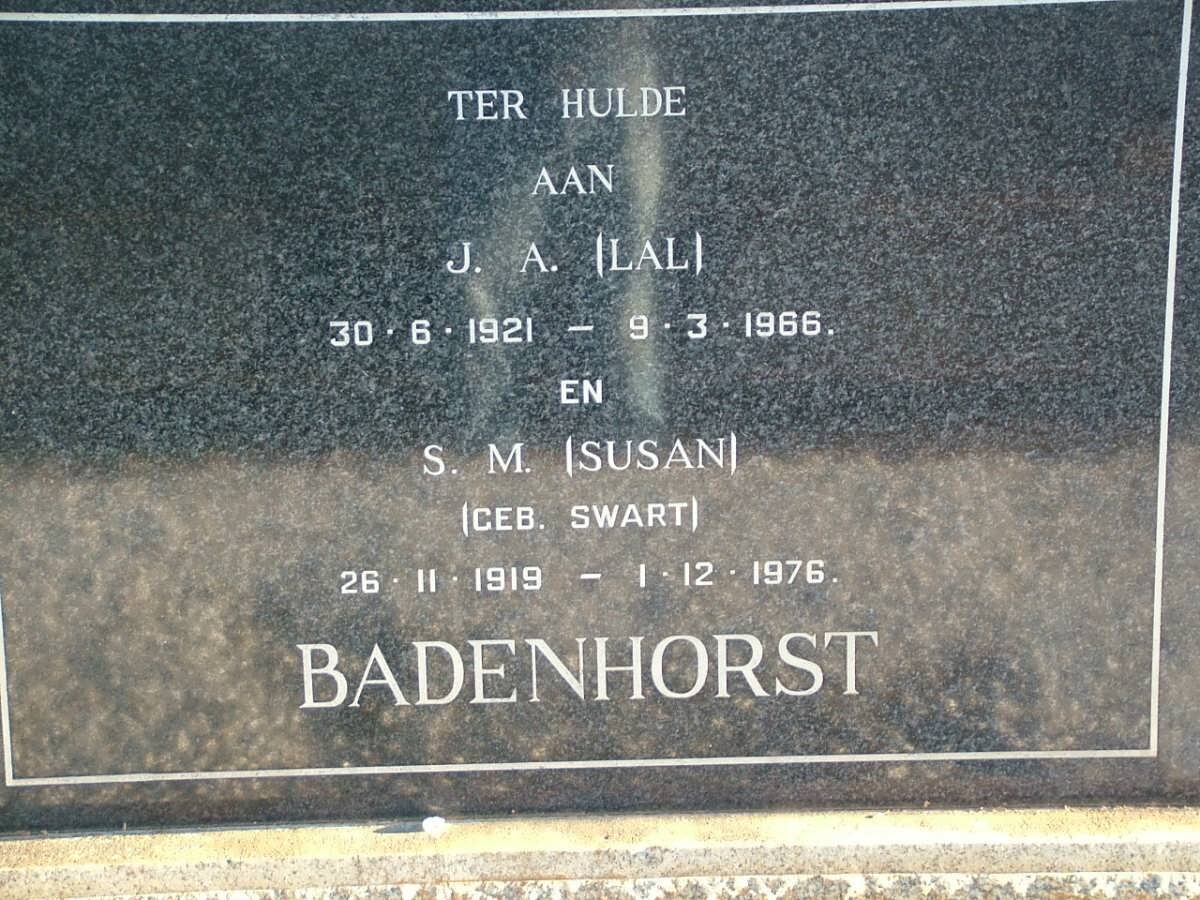 TER HULDE
AAN
J. A. (LAL)
30 · 6 · 1921 – 9 · 3 · 1966.
EN
S. M. (SUSAN)
(GEB. SWART)
26 · 11 · 1919 – 1 · 12 · 1976.
BADENHORST